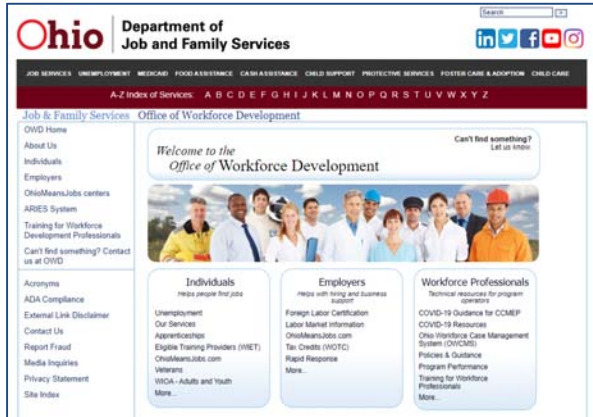 Search
Ohio
Department of
Job and Family Services
JOB SERVICES UNEMPLOYMENT MEDICAID FOOD ASSISTANCE CASH ASSISTANCE CHILD SUPPORT PROTECTIVE SERVICES FOSTER CARE & ADOPTION CHILD CARE
A-Z Index of Services: A B C D E F G H I J K L M N O P Q R S T U V W X Y Z
Job & Family Services Office of Workforce Development
OWD Home
About Us
Individuals
Employers
OhioMeansJobs centers
ARIES System
Training for Workforce
Development Professionals
Can't find something? Contact
us at OWD
Acronyms
ADA Compliance
External Link Disclaimer
Contact Us
Report Fraud
Media Inquiries
Privacy Statement
Site Index
Can't find something?
Let us know
Welcome to the
Office of Workforce Development
Individuals
Helps people find jobs
Unemployment
Our Services
Apprenticeships
Eligible Training Providers (WIET)
OhioMeansJobs.com
Veterans
WIOA - Adults and Youth
More...
Employers
Helps with hiring and business
support
Foreign Labor Certification
Labor Market Information
OhioMeansJobs.com
Tax Credits (WOTC)
Rapid Response
More...
Workforce Professionals
Technical resources for program
operators
COVID-19 Guidance for CCMEP
COVID-19 Resources
Ohio Workforce Case Management
System (OWCMS)
Policies & Guidance
Program Performance
Training for Workforce
Professionals
More...